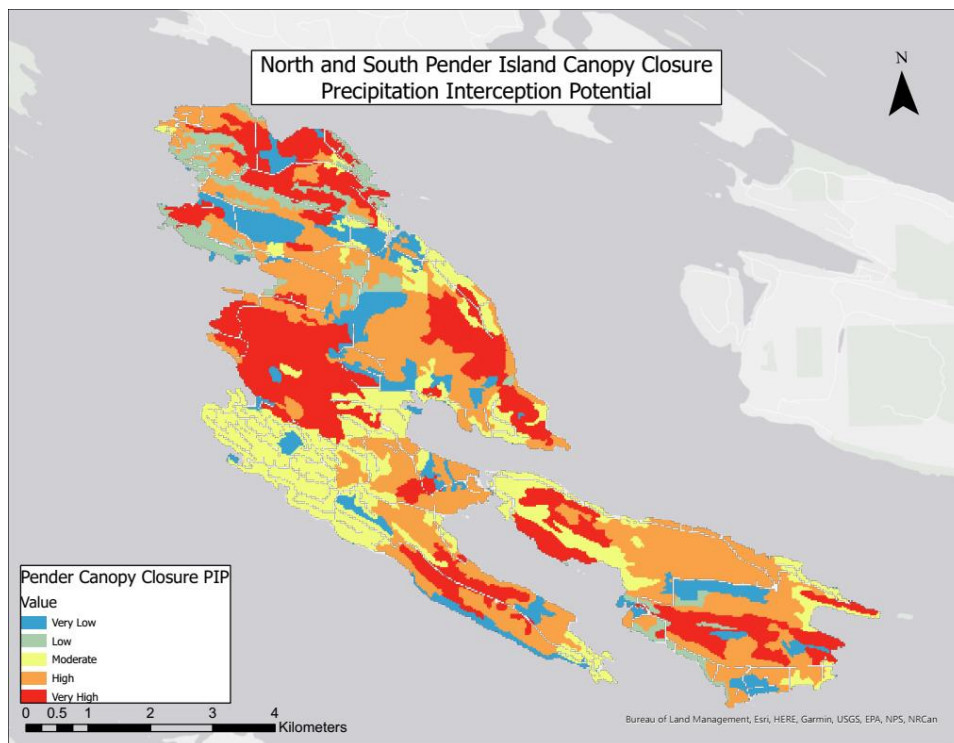 North and South Pender Island Canopy Closure
Precipitation Interception Potential
N
Pender Canopy Closure PIP
Value
Very Low
Low
Moderate
High
Very High
0 0.5 1 2 3 4
Kilometers
Bureau of Land Management, Esri, HERE, Garmin, USGS, EPA, NPS, NRCan